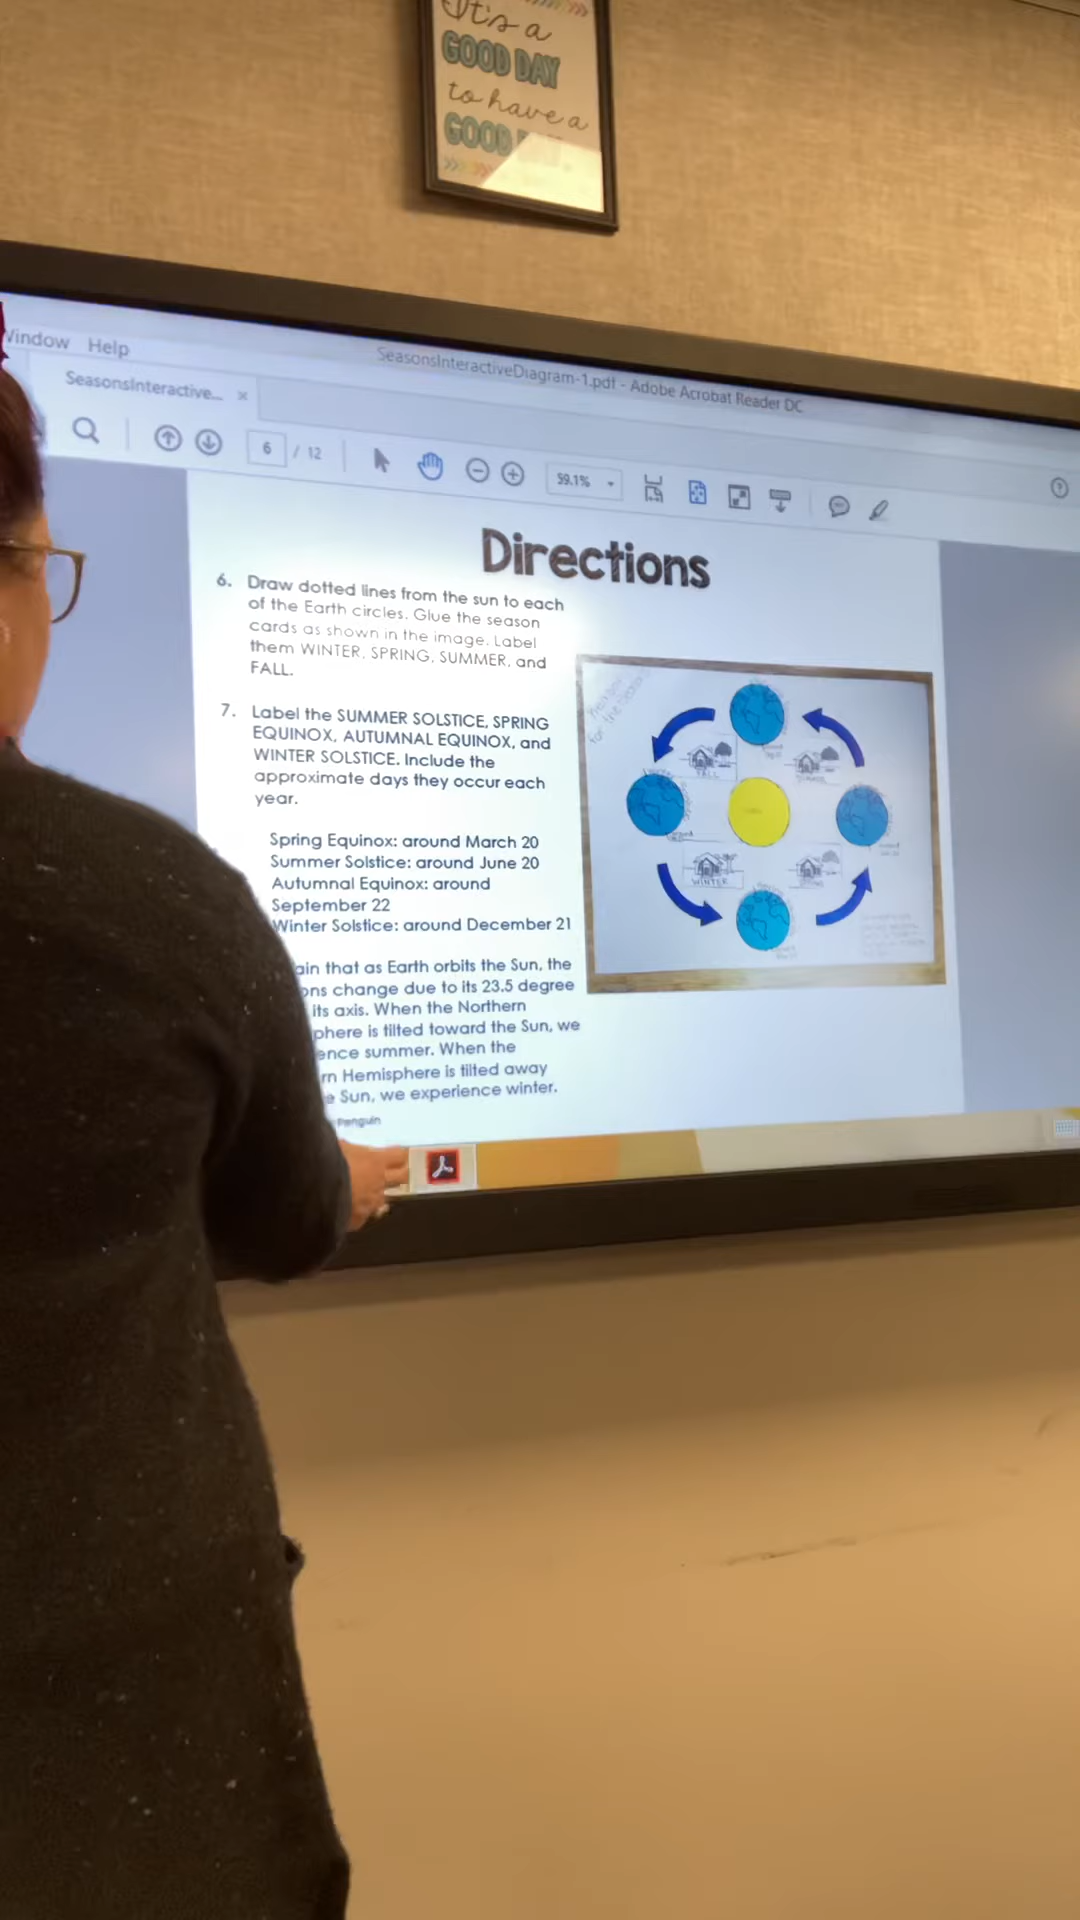 It's a
GOOD DAY
to have a
GOOD
Window Help
SeasonsInteractiveDiagram-1.pdf - Adobe Acrobat Reader DC
SeasonsInteractive... ×
6 / 12
59.1%
Directions
6. Draw dotted lines from the sun to each
of the Earth circles. Glue the season
cards as shown in the image. Label
them WINTER, SPRING, SUMMER, and
FALL.
7. Label the SUMMER SOLSTICE, SPRING
EQUINOX, AUTUMNAL EQUINOX, and
WINTER SOLSTICE. Include the
approximate days they occur each
year.
Spring Equinox: around March 20
Summer Solstice: around June 20
Autumnal Equinox: around
September 22
Winter Solstice: around December 21
ain that as Earth orbits the Sun, the
ons change due to its 23.5 degree
its axis. When the Northern
phere is tilted toward the Sun, we
ence summer. When the
rn Hemisphere is tilted away
e Sun, we experience winter.
Penguin
FALL
WINTER